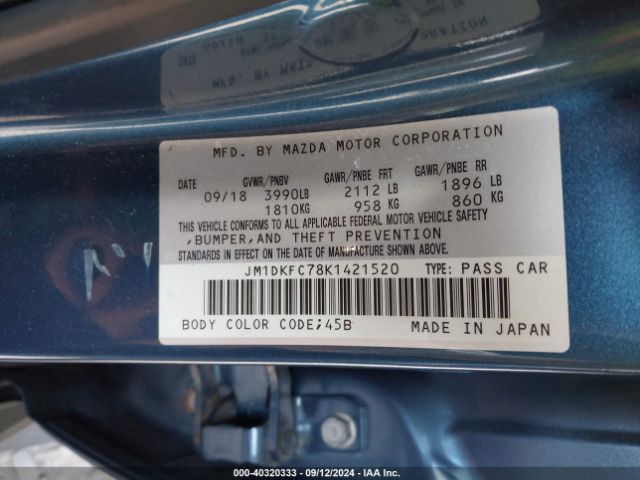 MFD. BY MAZDA MOTOR CORPORATION
DATE GVWR/PNBV GAWR/PNBE FRT GAWR/PNBE RR
09/18 3990LB 2112 LB 1896 LB
1810KG 958 KG 860 KG
THIS VEHICLE CONFORMS TO ALL APPLICABLE FEDERAL MOTOR VEHICLE SAFETY
,BUMPER,AND THEFT PREVENTION
STANDARDS IN EFFECT ON THE DATE OF MANUFACTURE SHOWN ABOVE.
JM1DKFC78K1421520 TYPE: PASS CAR
BODY COLOR CODE;45B MADE IN JAPAN
000-40320333 - 09/12/2024 - IAA Inc.